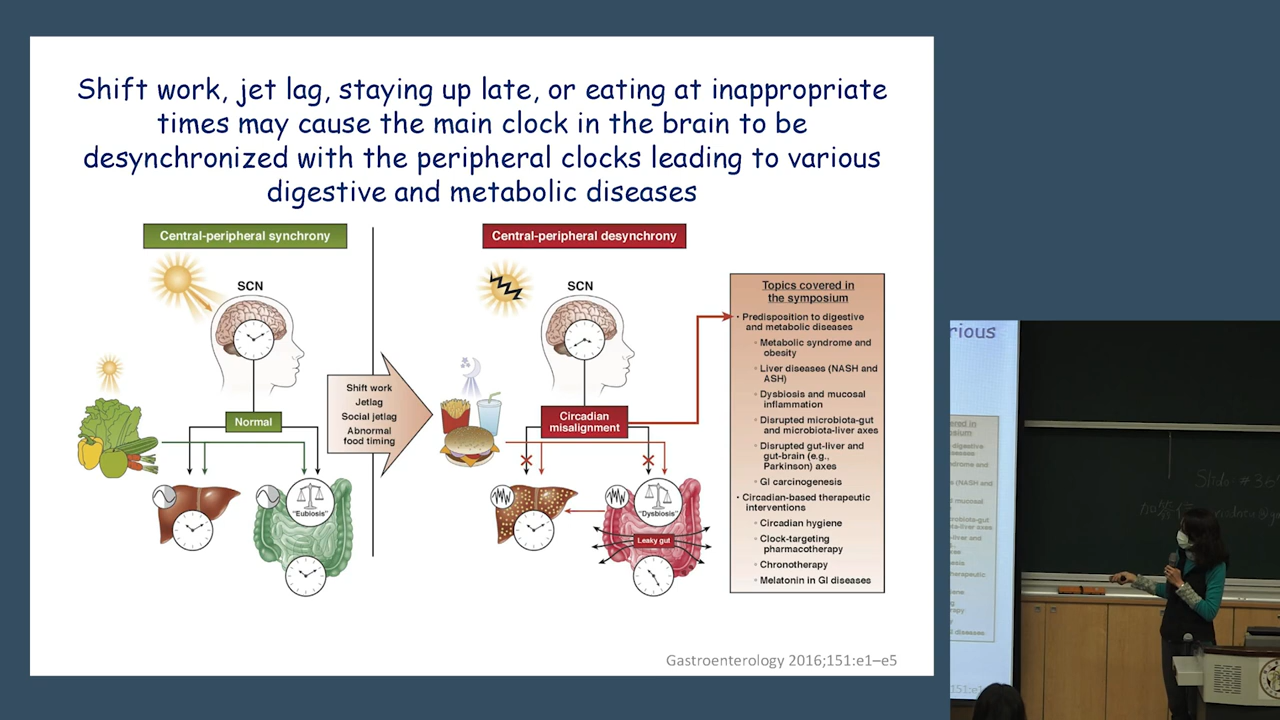 Shift work, jet lag, staying up late, or eating at inappropriate
times may cause the main clock in the brain to be
desynchronized with the peripheral clocks leading to various
digestive and metabolic diseases
Central-peripheral synchrony
SCN
Normal
"Eubiosis"
Shift work
Jetlag
Social jetlag
Abnormal
food timing
Central-peripheral desynchrony
SCN
Circadian
misalignment
"Dysbiosis"
Leaky gut
Topics covered in
the symposium
• Predisposition to digestive
and metabolic diseases
Metabolic syndrome and
obesity
Liver diseases (NASH and
ASH)
Dysbiosis and mucosal
inflammation
Disrupted microbiota-gut
and microbiota-liver axes
Disrupted gut-liver and
gut-brain (e.g.,
Parkinson) axes
GI carcinogenesis
• Circadian-based therapeutic
interventions
Circadian hygiene
Clock-targeting
pharmacotherapy
Chronotherapy
Melatonin in GI diseases
Gastroenterology 2016;151:e1–e5